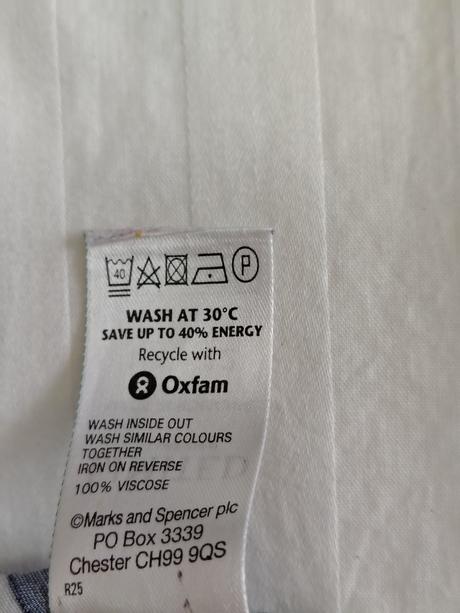 40 P
WASH AT 30°C
SAVE UP TO 40% ENERGY
Recycle with
Oxfam
WASH INSIDE OUT
WASH SIMILAR COLOURS
TOGETHER
IRON ON REVERSE
100% VISCOSE
©Marks and Spencer plc
PO Box 3339
Chester CH99 9QS
R25